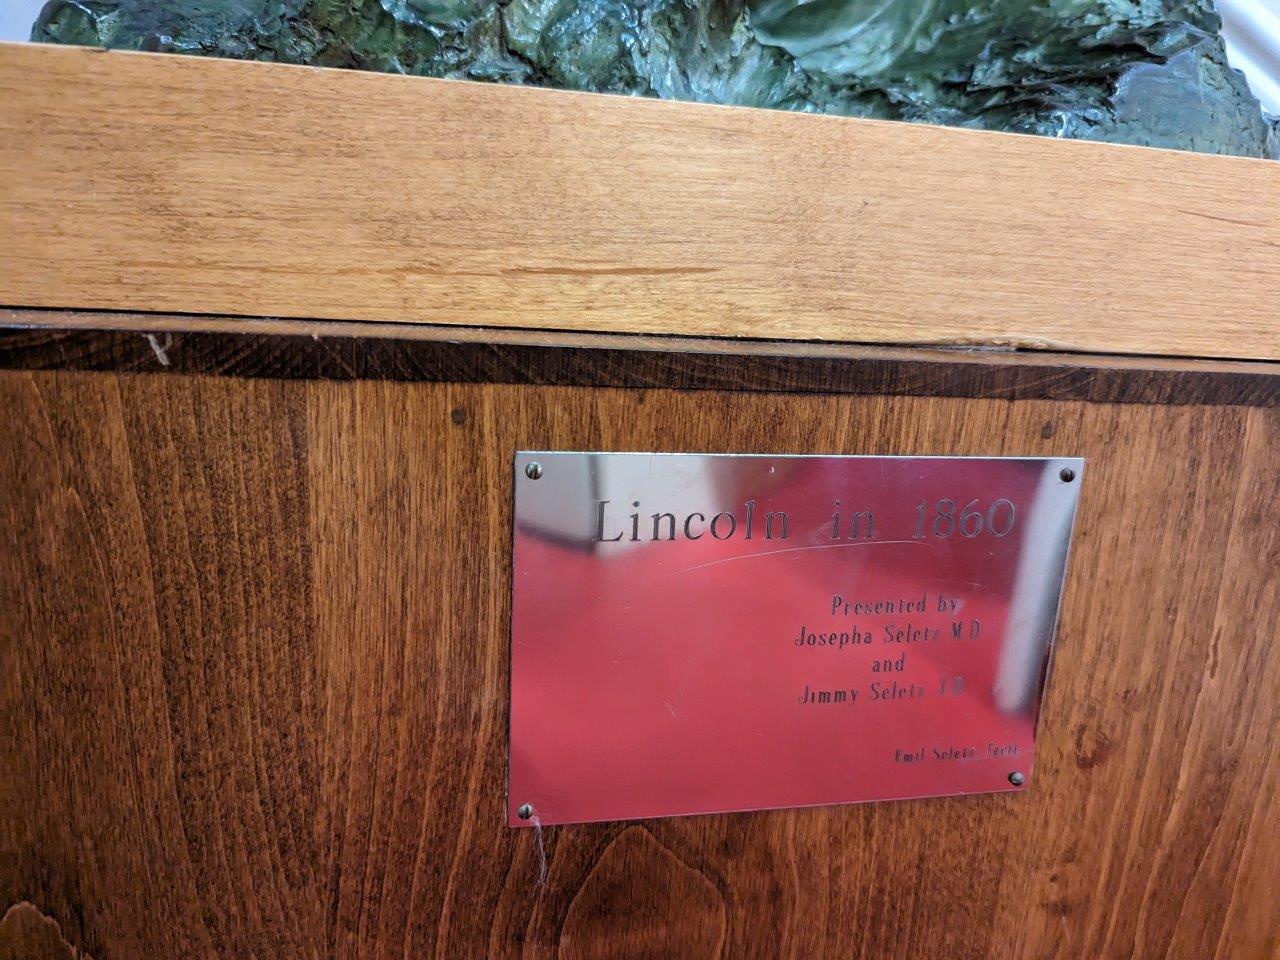 Lincoln in 1860
Presented by
Josepha Seletz M.D.
and
Jimmy Seletz J.D.
Emil Seletz, Fecit